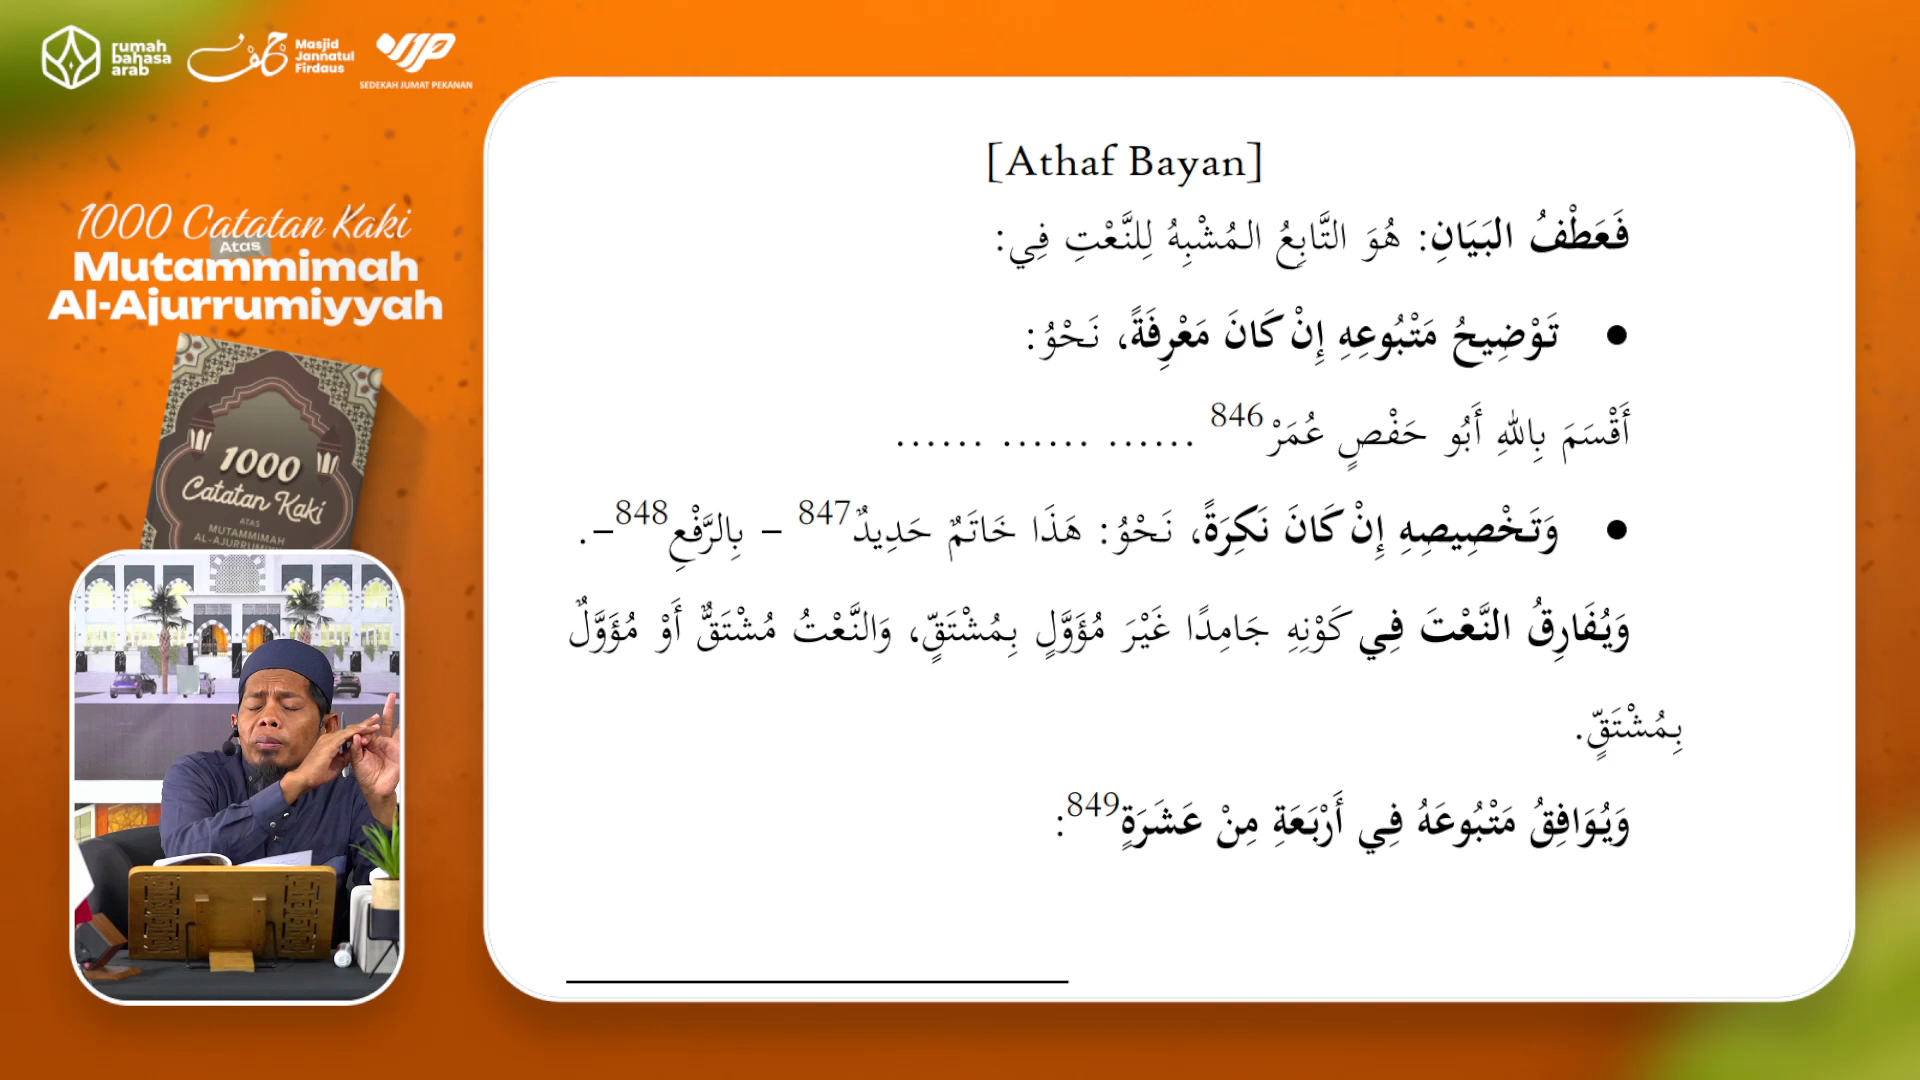 rumah
bahasa
arab
Masjid
Jannatul
Firdaus
VIP
SEDEKAH JUMAT PEKANAN
1000 Catatan Kaki
Atas
Mutammimah
Al-Ajurrumiyyah
1000
Catatan Kaki
ATAS
MUTAMMIMAH
[Athaf Bayan]
فَعَطْفُ البَيَانِ: هُوَ التَّابِعُ المُشْبِهُ لِلنَّعْتِ فِي:
● تَوْضِيحُ مَتْبُوعِهِ إِنْ كَانَ مَعْرِفَةً، نَحْوُ:
أَقْسَمَ بِاللهِ أَبُو حَفْصٍ عُمَرْ846 ...... ...... ......
● وَتَخْصِيصِهِ إِنْ كَانَ نَكِرَةً، نَحْوُ: هَذَا خَاتَمٌ حَدِيدٌ847 – بِالرَّفْعِ848–.
وَيُفَارِقُ النَّعْتَ فِي كَوْنِهِ جَامِدًا غَيْرَ مُؤَوَّلٍ بِمُشْتَقٍّ، وَالنَّعْتُ مُشْتَقٌّ أَوْ مُؤَوَّلٌ
بِمُشْتَقٍّ.
وَيُوَافِقُ مَتْبُوعَهُ فِي أَرْبَعَةِ مِنْ عَشَرَةٍ849: